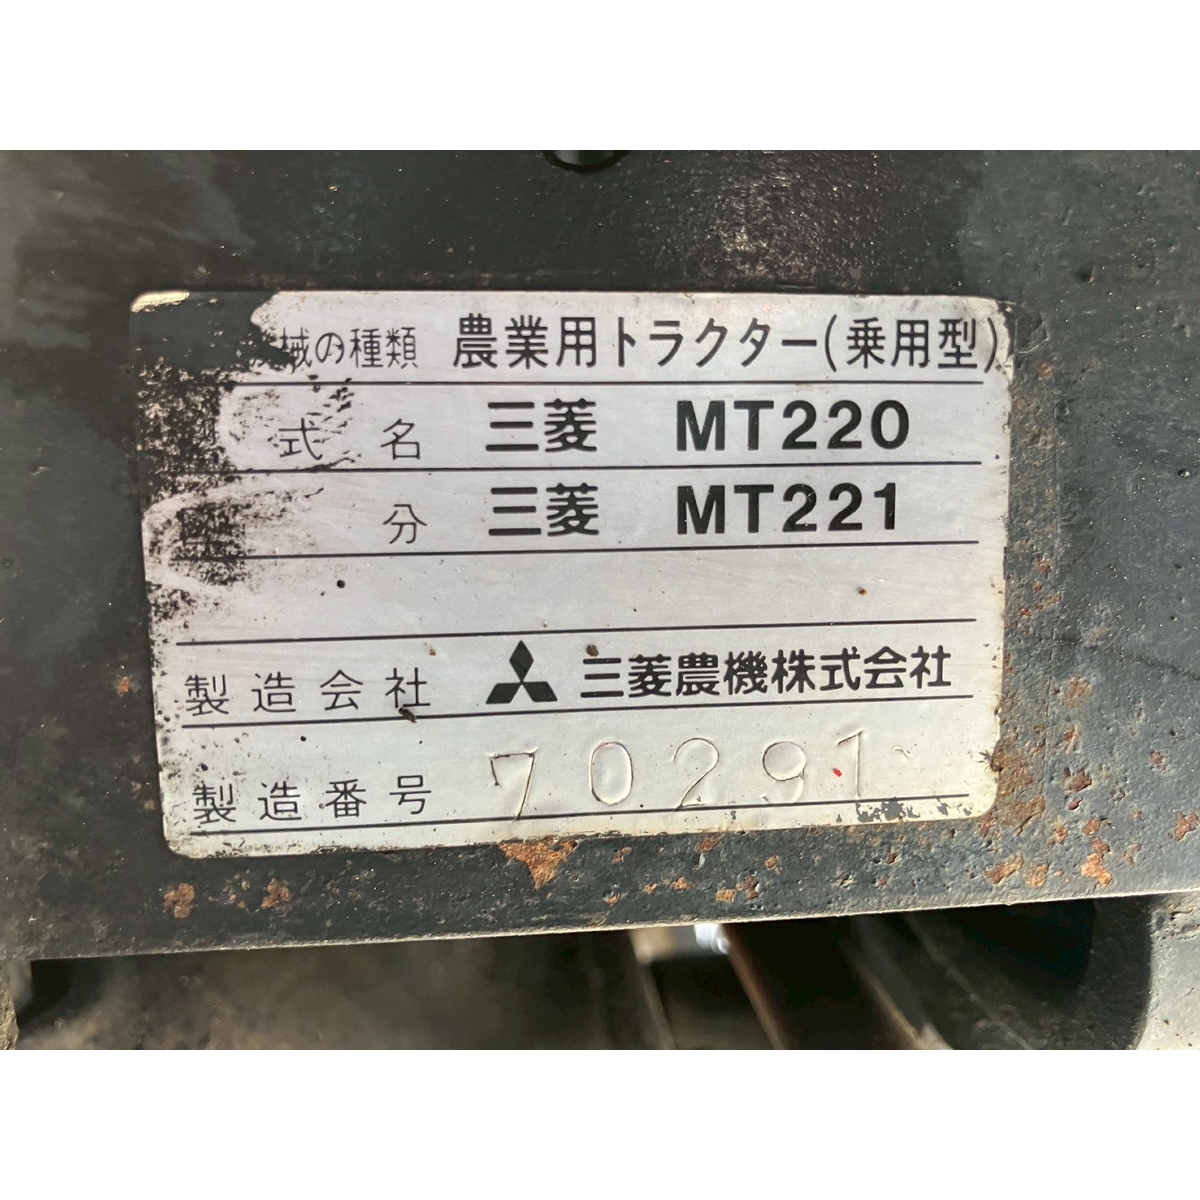 械の種類 農業用トラクター(乗用型)
式名 三菱 MT220
分 三菱 MT221
製造会社 三菱農機株式会社
製造番号 70291